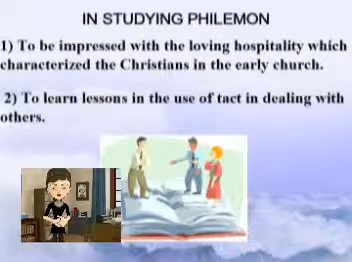 IN STUDYING PHILEMON
1) To be impressed with the loving hospitality which
characterized the Christians in the early church.
2) To learn lessons in the use of tact in dealing with
others.